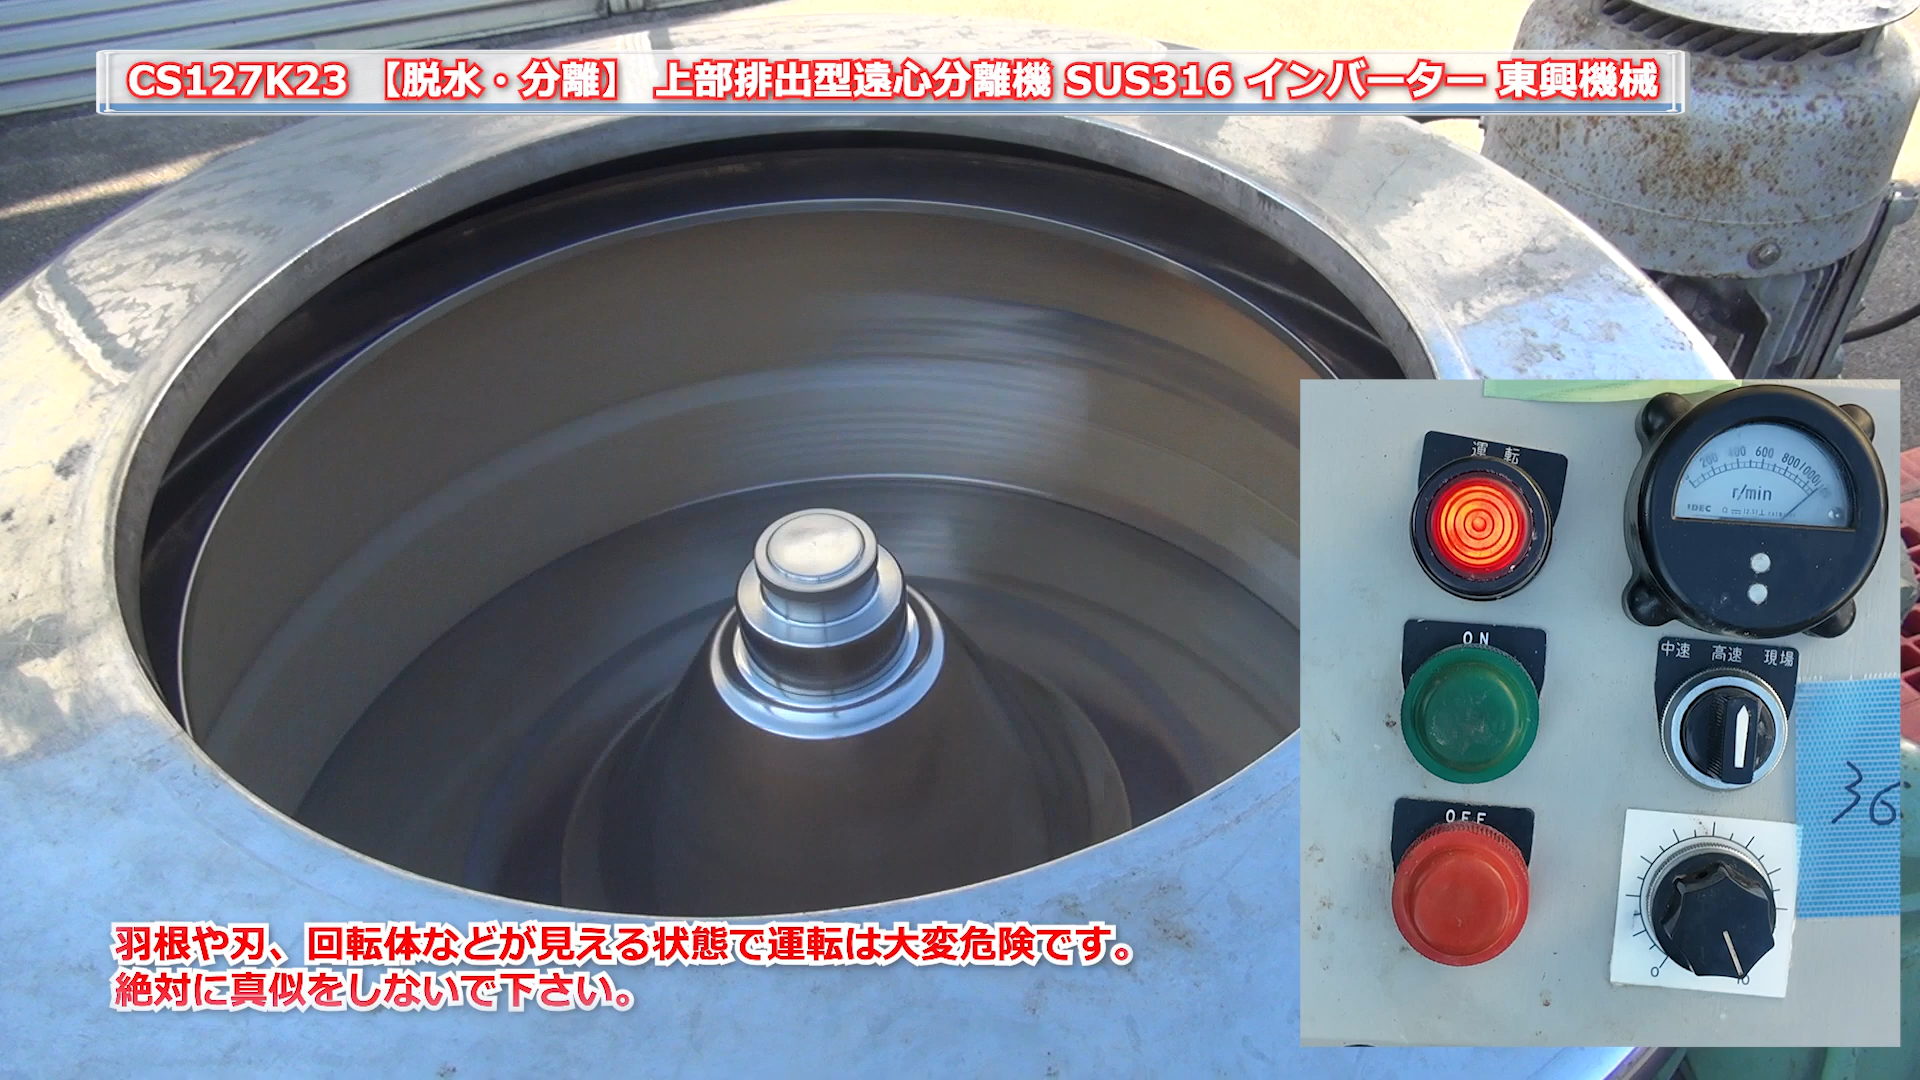 CS127K23 【脱水・分離】 上部排出型遠心分離機 SUS316 インバーター 東興機械
運転
200 400 600 800 1000
r/min
IDEC
ON
中速 高速 現場
36
OFF
0 10
羽根や刃、回転体などが見える状態で運転は大変危険です。
絶対に真似をしないで下さい。